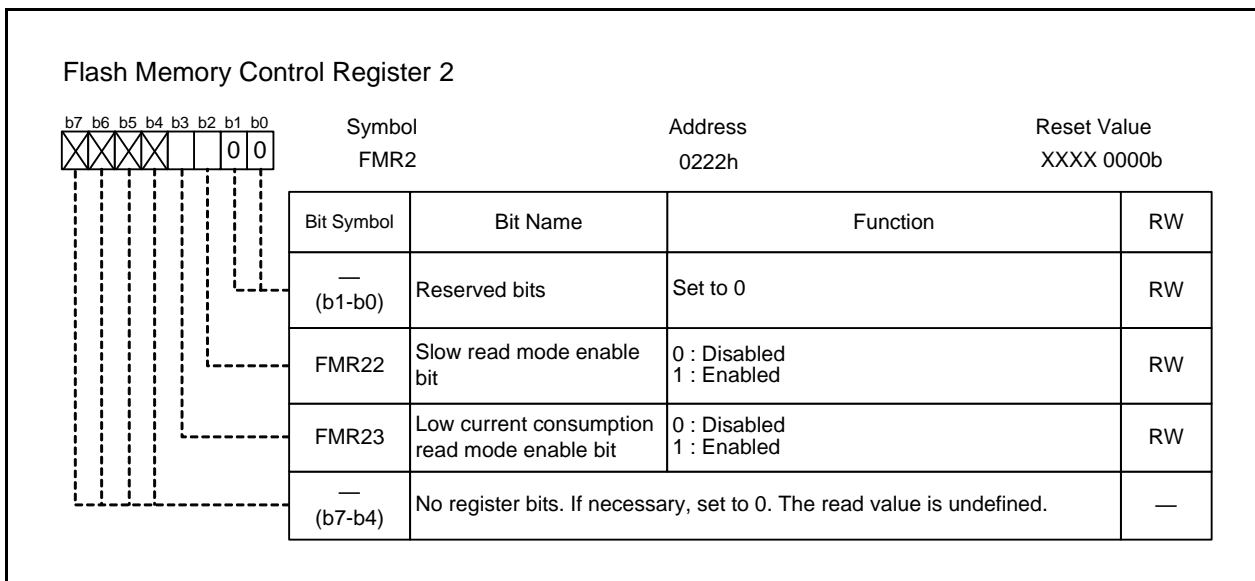 Flash Memory Control Register 2
b7 b6 b5 b4 b3 b2 b1 b0
0 0
Symbol Address Reset Value
FMR2 0222h XXXX 0000b
Bit Symbol Bit Name Function RW
—
(b1-b0) Reserved bits Set to 0 RW
FMR22 Slow read mode enable
bit
0 : Disabled
1 : Enabled
RW
FMR23 Low current consumption
read mode enable bit
0 : Disabled
1 : Enabled
RW
—
(b7-b4) No register bits. If necessary, set to 0. The read value is undefined. —